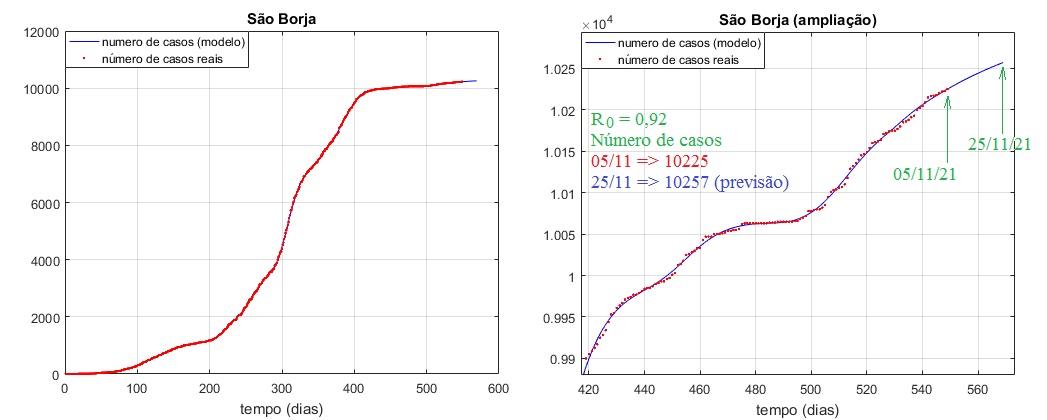 São Borja
numero de casos (modelo)
número de casos reais
12000
10000
8000
6000
4000
2000
0
0 100 200 300 400 500 600
tempo (dias)
São Borja (ampliação)
×10⁴
numero de casos (modelo)
número de casos reais
1.025
1.02
1.015
1.01
1.005
1
0.995
0.99
R0 = 0,92
Número de casos
05/11 => 10225
25/11 => 10257 (previsão)
25/11/21
05/11/21
420 440 460 480 500 520 540 560
tempo (dias)